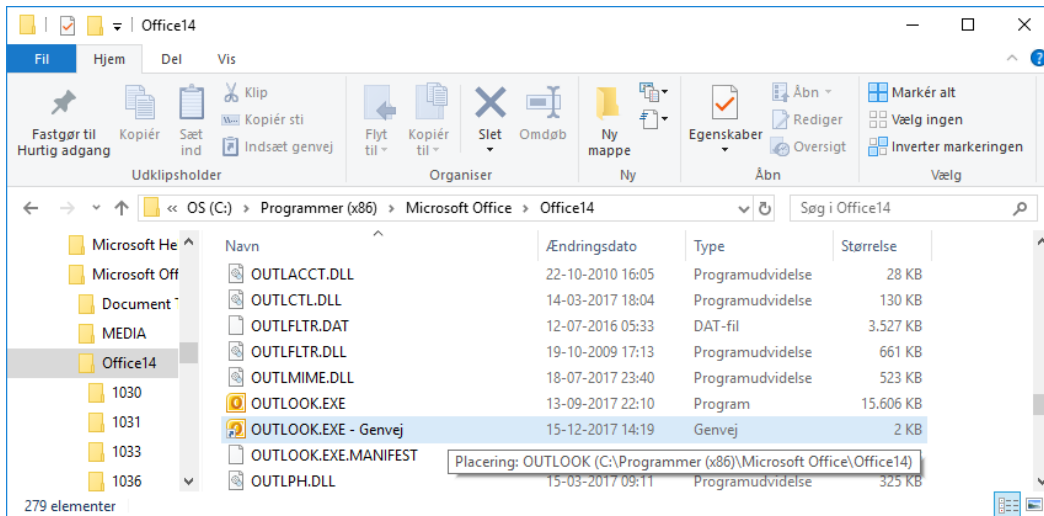 Office14
Fil Hjem Del Vis
Fastgør til Hurtig adgang
Kopiér
Sæt ind
Klip
Kopiér sti
Indsæt genvej
Udklipsholder
Flyt til
Kopiér til
Slet
Omdøb
Organiser
Ny mappe
Ny
Egenskaber
Åbn
Rediger
Oversigt
Åbn
Markér alt
Vælg ingen
Inverter markeringen
Vælg
« OS (C:) > Programmer (x86) > Microsoft Office > Office14
Søg i Office14
Microsoft He
Microsoft Off
Document T
MEDIA
Office14
1030
1031
1033
1036
Navn Ændringsdato Type Størrelse
OUTLACCT.DLL 22-10-2010 16:05 Programudvidelse 28 KB
OUTLCTL.DLL 14-03-2017 18:04 Programudvidelse 130 KB
OUTLFLTR.DAT 12-07-2016 05:33 DAT-fil 3.527 KB
OUTLFLTR.DLL 19-10-2009 17:13 Programudvidelse 661 KB
OUTLMIME.DLL 18-07-2017 23:40 Programudvidelse 523 KB
OUTLOOK.EXE 13-09-2017 22:10 Program 15.606 KB
OUTLOOK.EXE - Genvej 15-12-2017 14:19 Genvej 2 KB
OUTLOOK.EXE.MANIFEST
Placering: OUTLOOK (C:\Programmer (x86)\Microsoft Office\Office14)
OUTLPH.DLL 15-03-2017 09:11 Programudvidelse 325 KB
279 elementer